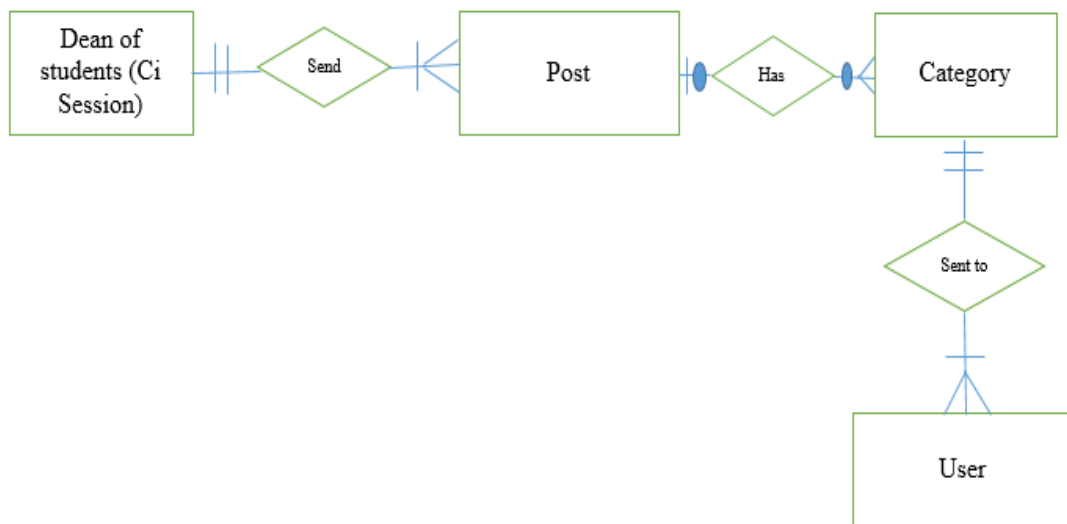 Dean of
students (Ci
Session)
Send
Post
Has
Category
Sent to
User